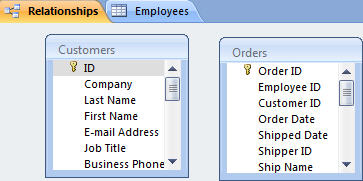 Relationships Employees
Customers
ID
Company
Last Name
First Name
E-mail Address
Job Title
Business Phone
Orders
Order ID
Employee ID
Customer ID
Order Date
Shipped Date
Shipper ID
Ship Name